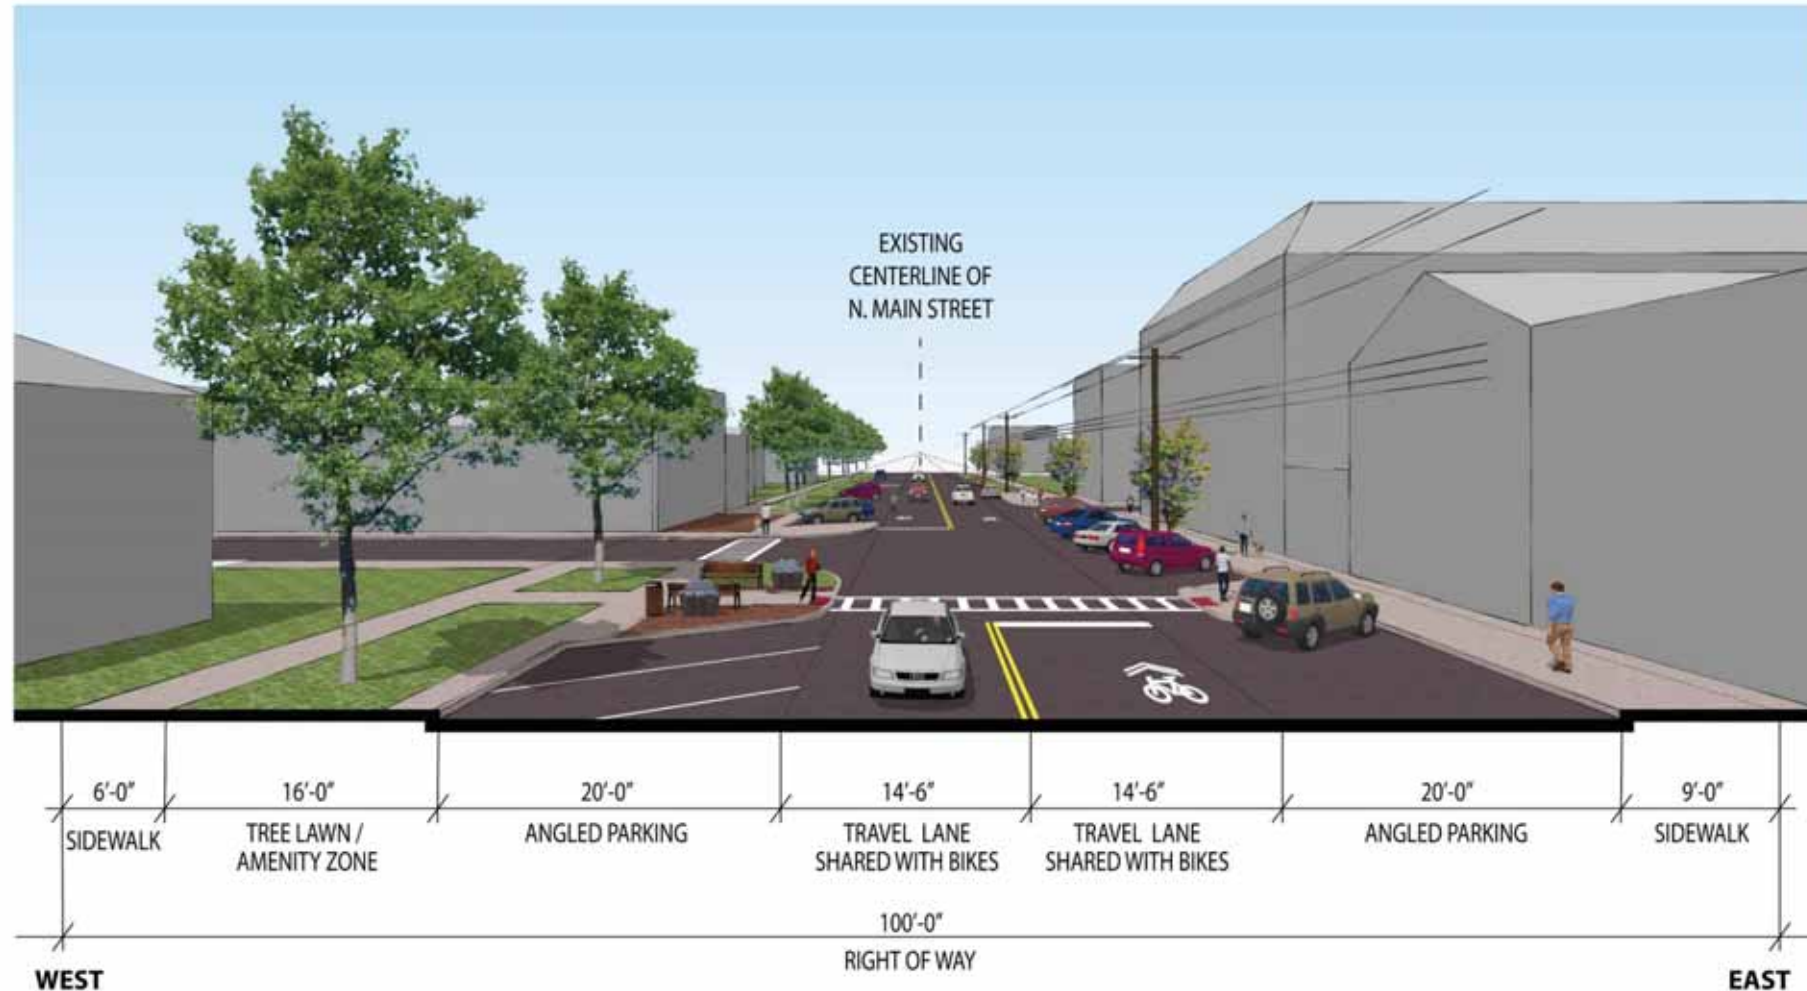 EXISTING
CENTERLINE OF
N. MAIN STREET
6'-0"
16'-0"
20'-0"
14'-6"
14'-6"
20'-0"
9'-0"
SIDEWALK
TREE LAWN /
AMENITY ZONE
ANGLED PARKING
TRAVEL LANE
SHARED WITH BIKES
TRAVEL LANE
SHARED WITH BIKES
ANGLED PARKING
SIDEWALK
100'-0"
RIGHT OF WAY
WEST
EAST